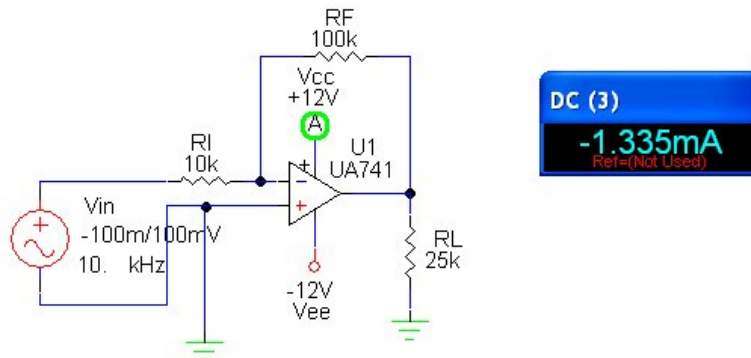 RF
100k
Vcc
+12V
A
RI
10k
U1
UA741
Vin
-100m/100mV
10. kHz
-12V
Vee
RL
25k
DC (3)
-1.335mA
Ref=(Not Used)